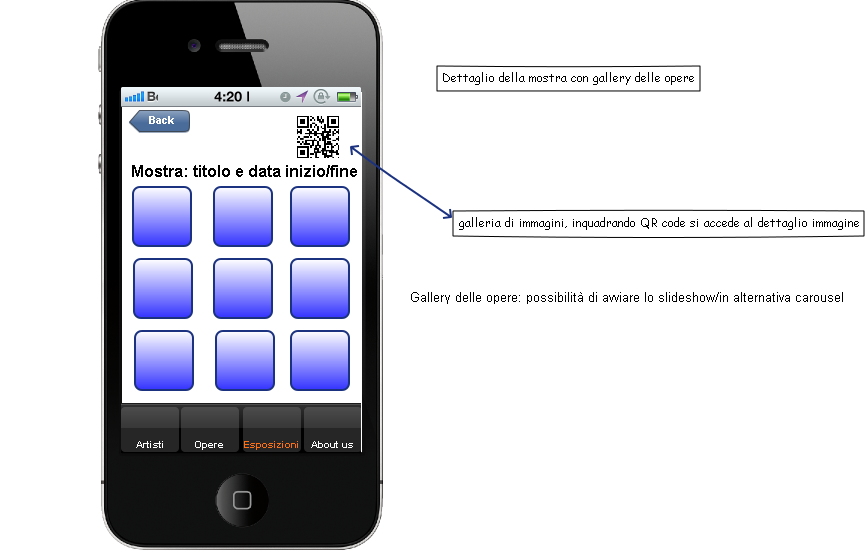 4:20
Back
Mostra: titolo e data inizio/fine
Artisti
Opere
Esposizioni
About us
Dettaglio della mostra con gallery delle opere
galleria di immagini, inquadrando QR code si accede al dettaglio immagine
Gallery delle opere: possibilità di avviare lo slideshow/in alternativa carousel